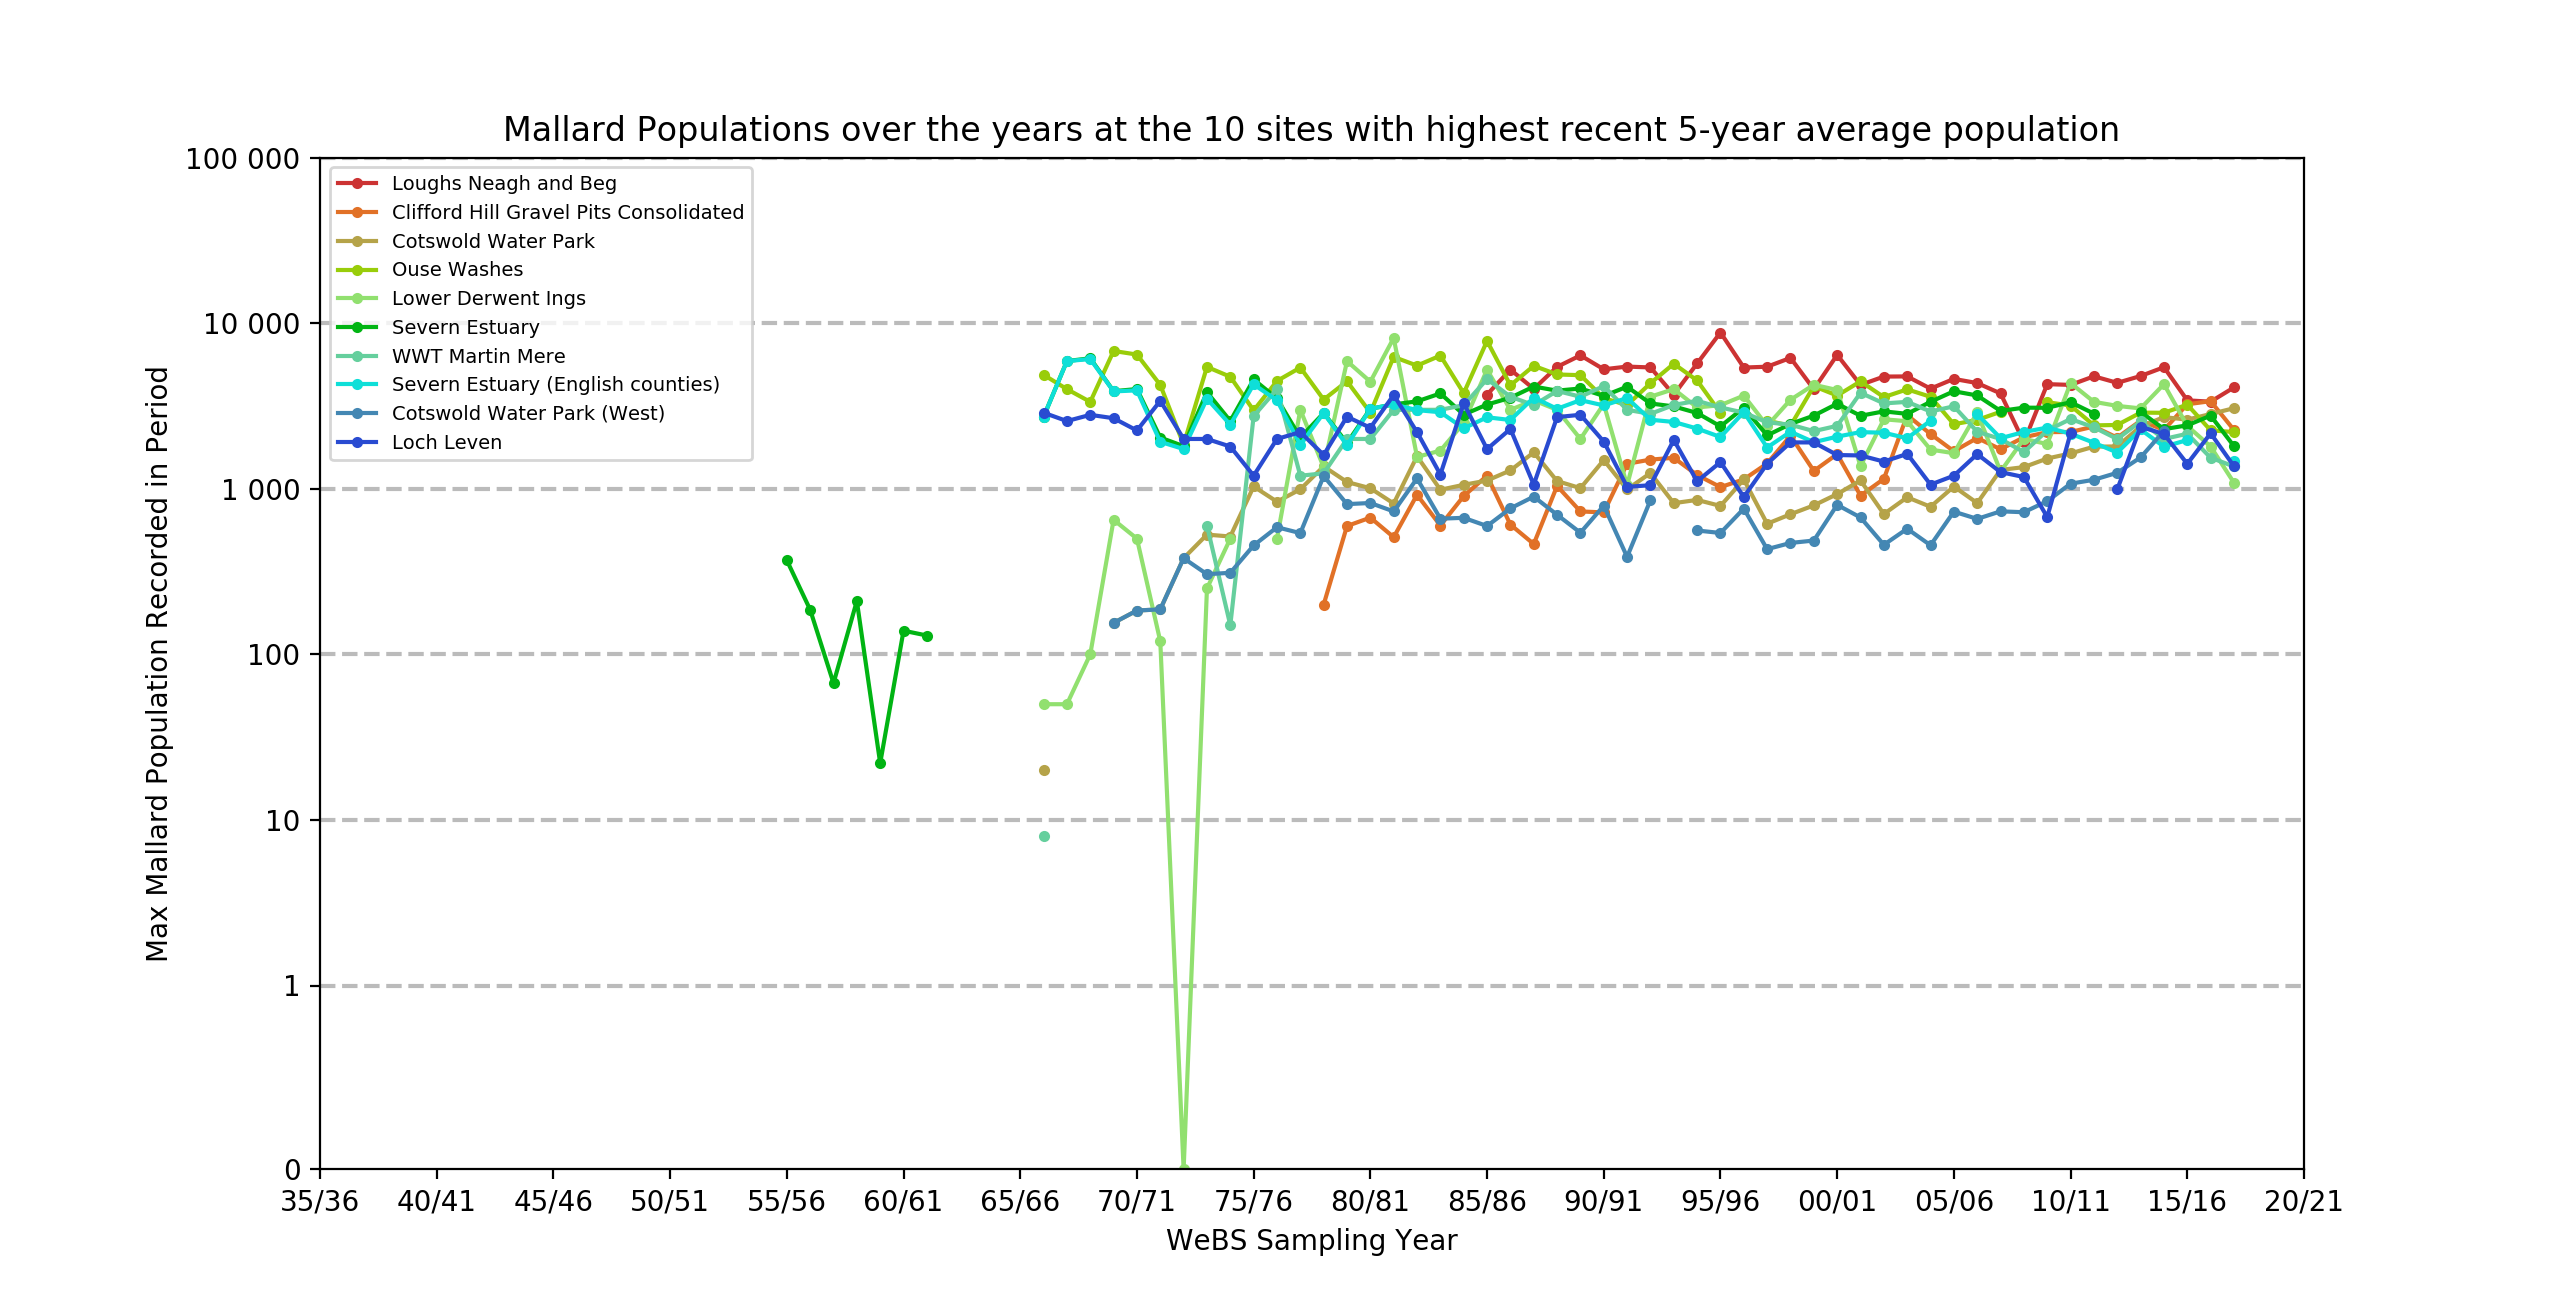 Mallard Populations over the years at the 10 sites with highest recent 5-year average population
100 000
10 000
1 000
100
10
1
0
Max Mallard Population Recorded in Period
Loughs Neagh and Beg
Clifford Hill Gravel Pits Consolidated
Cotswold Water Park
Ouse Washes
Lower Derwent Ings
Severn Estuary
WWT Martin Mere
Severn Estuary (English counties)
Cotswold Water Park (West)
Loch Leven
35/36 40/41 45/46 50/51 55/56 60/61 65/66 70/71 75/76 80/81 85/86 90/91 95/96 00/01 05/06 10/11 15/16 20/21
WeBS Sampling Year